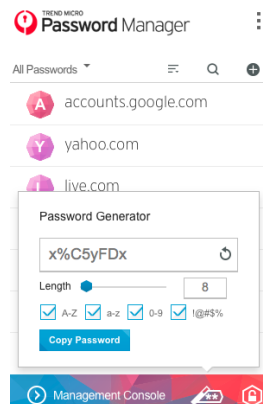 TREND MICRO
Password Manager
All Passwords
A accounts.google.com
Y yahoo.com
L live.com
Password Generator
x%C5yFDx
Length 8
A-Z a-z 0-9 !@#$%
Copy Password
Management Console